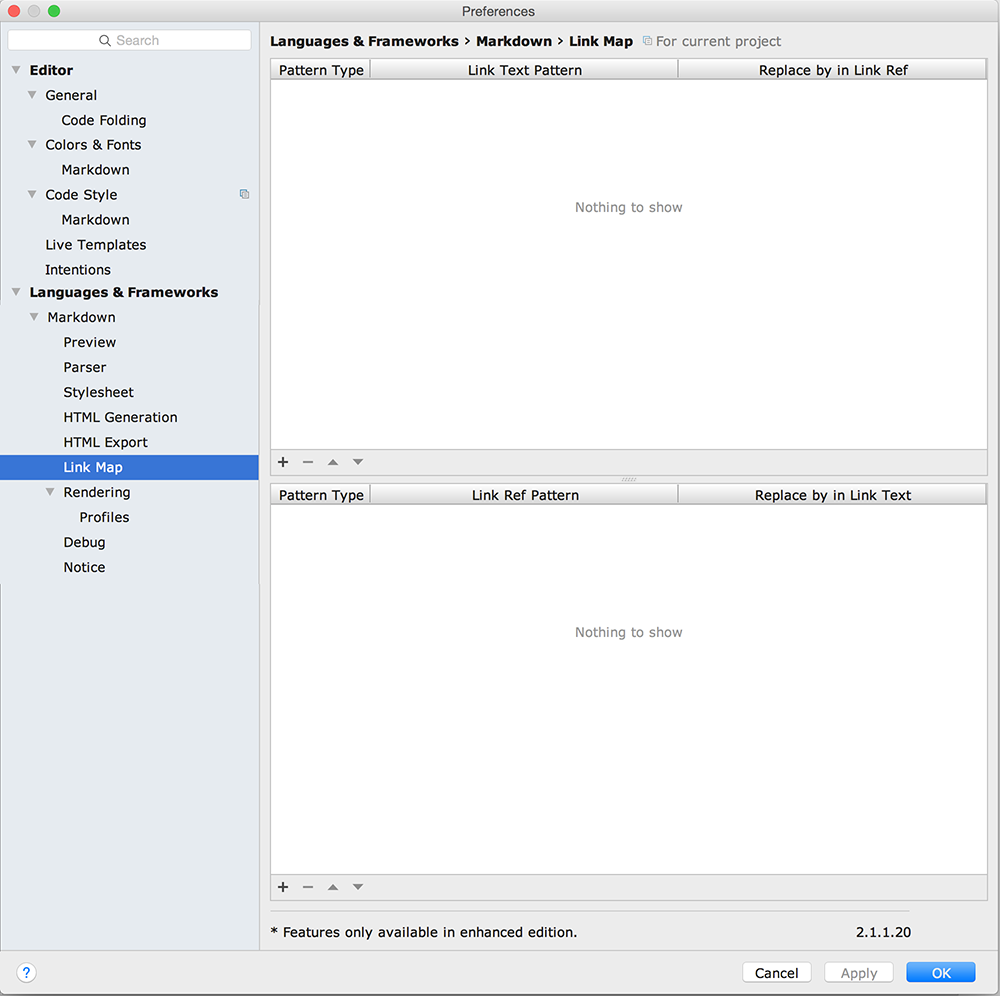 Preferences
Search
Editor
General
Code Folding
Colors & Fonts
Markdown
Code Style
Markdown
Live Templates
Intentions
Languages & Frameworks
Markdown
Preview
Parser
Stylesheet
HTML Generation
HTML Export
Link Map
Rendering
Profiles
Debug
Notice
Languages & Frameworks › Markdown › Link Map For current project
Pattern Type Link Text Pattern Replace by in Link Ref
Nothing to show
Pattern Type Link Ref Pattern Replace by in Link Text
Nothing to show
* Features only available in enhanced edition. 2.1.1.20
? Cancel Apply OK